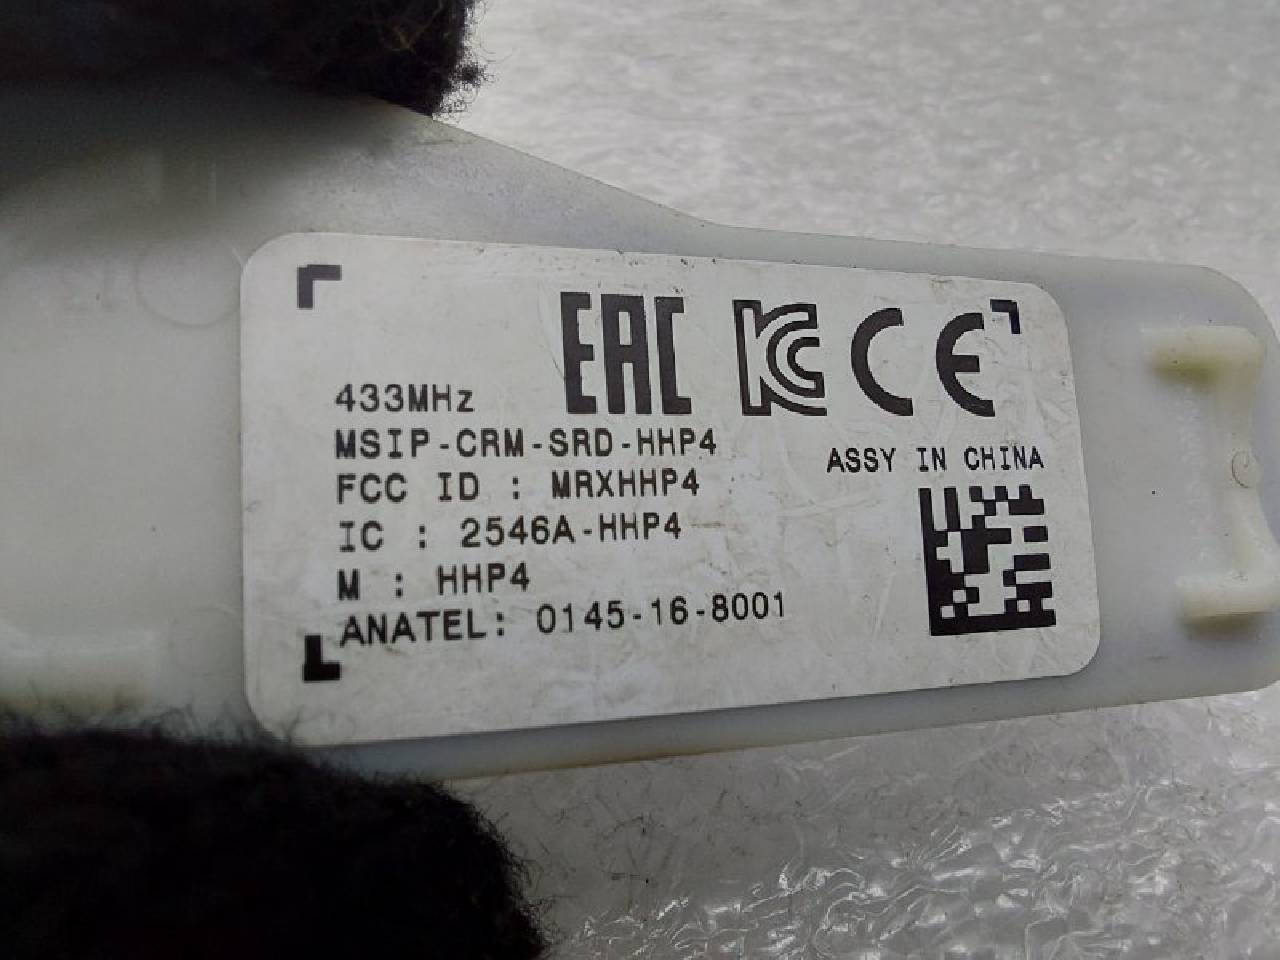 EAC KC CE
433MHz
MSIP-CRM-SRD-HHP4
ASSY IN CHINA
FCC ID : MRXHHP4
IC : 2546A-HHP4
M : HHP4
ANATEL: 0145-16-8001